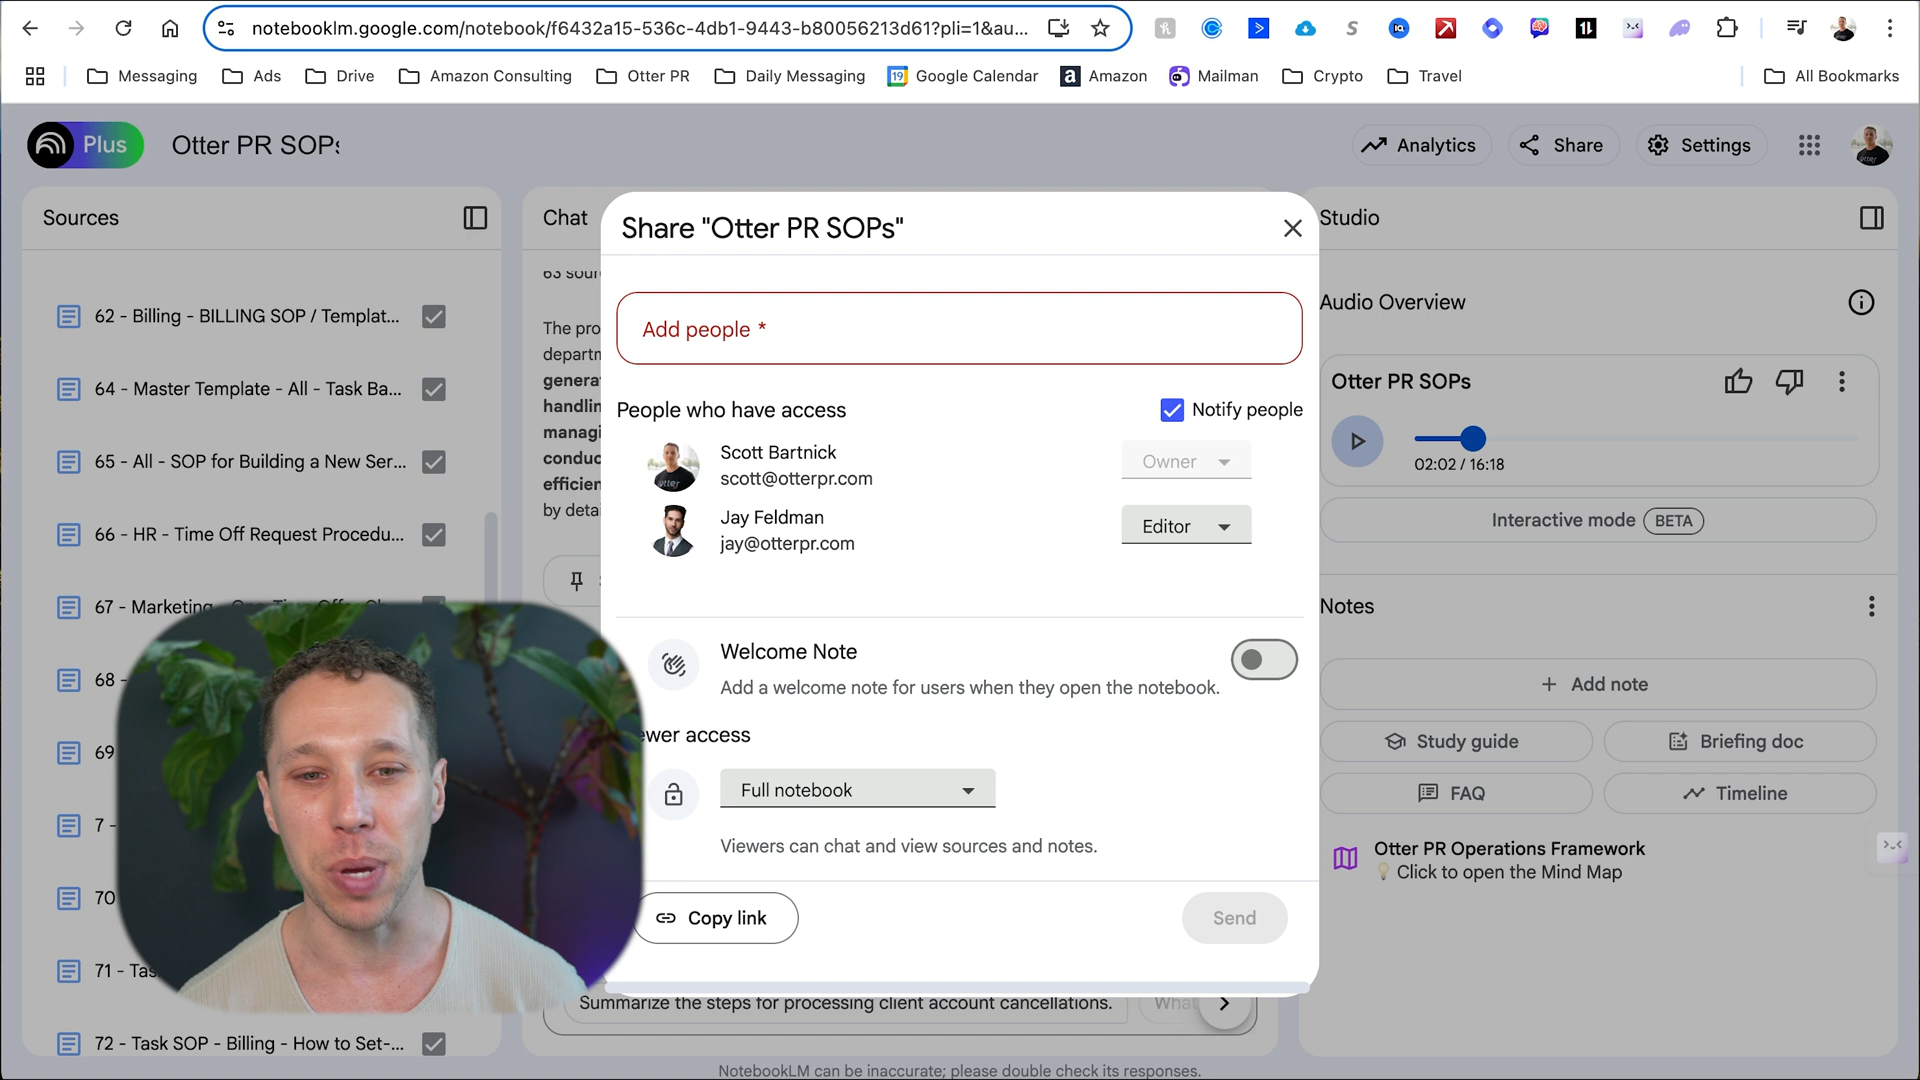 notebooklm.google.com/notebook/f6432a15-536c-4db1-9443-b80056213d61?pli=1&au...
Messaging
Ads
Drive
Amazon Consulting
Otter PR
Daily Messaging
19
Google Calendar
a
Amazon
Mailman
Crypto
Travel
All Bookmarks
Plus
Otter PR SOPs
Analytics
Share
Settings
Sources
62 - Billing - BILLING SOP / Templat...
64 - Master Template - All - Task Ba...
65 - All - SOP for Building a New Ser...
66 - HR - Time Off Request Procedu...
67 - Marketing
68 -
69
7 -
70
71 - Tas
72 - Task SOP - Billing - How to Set-...
Chat
63 sour
The pro
departm
genera
handlin
managi
conduc
efficien
by detai
Share "Otter PR SOPs"
Add people *
People who have access
Notify people
Scott Bartnick
scott@otterpr.com
Owner
Jay Feldman
jay@otterpr.com
Editor
Welcome Note
Add a welcome note for users when they open the notebook.
ewer access
Full notebook
Viewers can chat and view sources and notes.
Copy link
Send
Summarize the steps for processing client account cancellations.
What
NotebookLM can be inaccurate; please double check its responses.
Studio
Audio Overview
Otter PR SOPs
02:02 / 16:18
Interactive mode BETA
Notes
Add note
Study guide
Briefing doc
FAQ
Timeline
Otter PR Operations Framework
Click to open the Mind Map